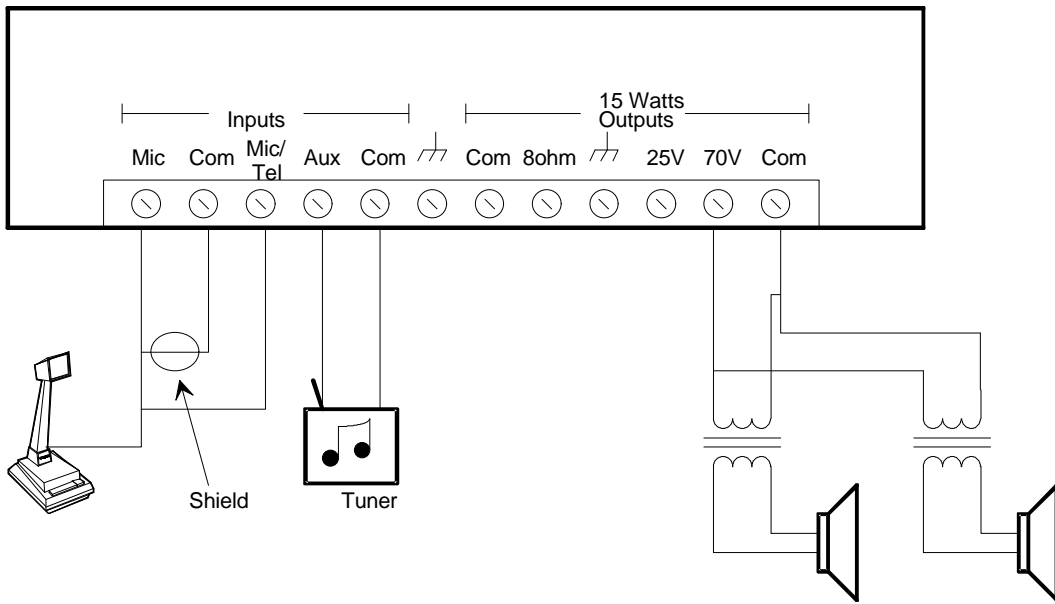 15 Watts
Inputs
Outputs
Mic Com Mic/ Tel Aux Com Com 8ohm 25V 70V Com
Shield
Tuner